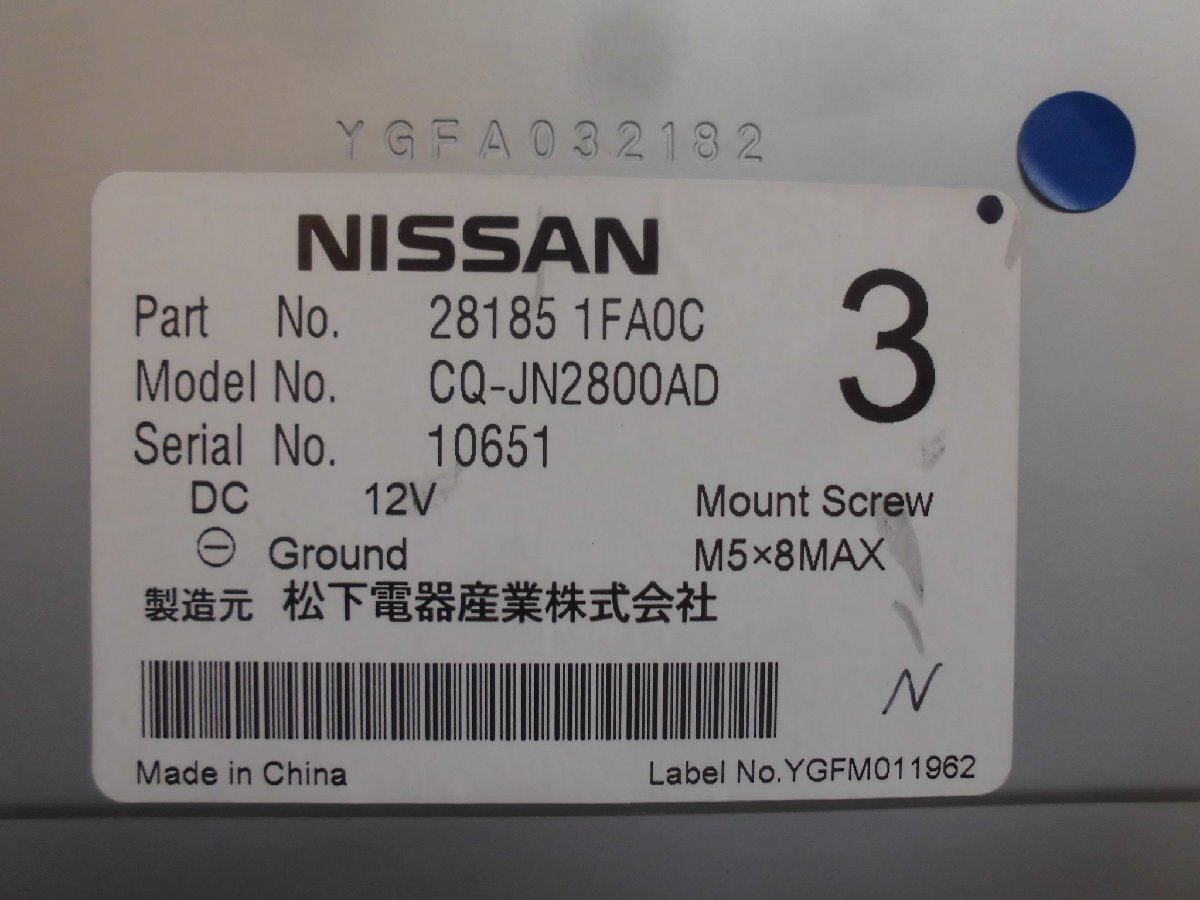 YGFA032182
NISSAN
3
Part No. 28185 1FA0C
Model No. CQ-JN2800AD
Serial No. 10651
DC 12V Mount Screw
⊖ Ground M5×8MAX
製造元 松下電器産業株式会社
N
Made in China Label No.YGFM011962